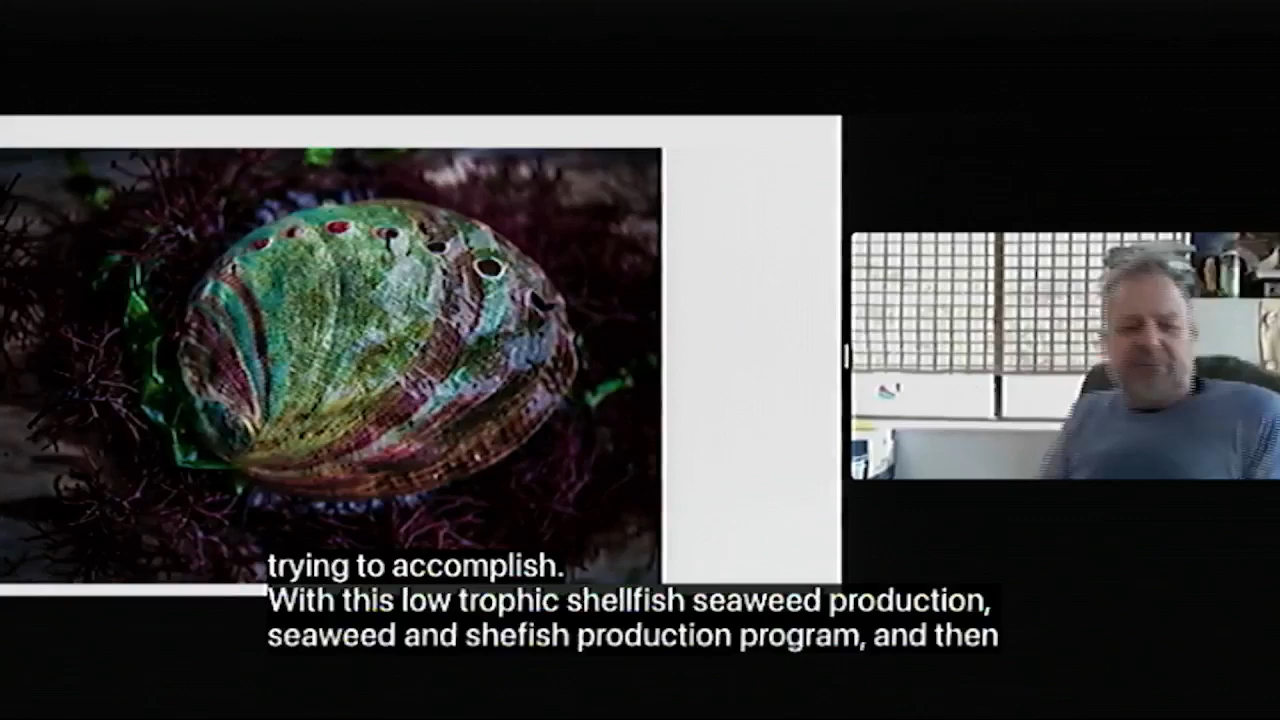 trying to accomplish.
With this low trophic shellfish seaweed production,
seaweed and shefish production program, and then